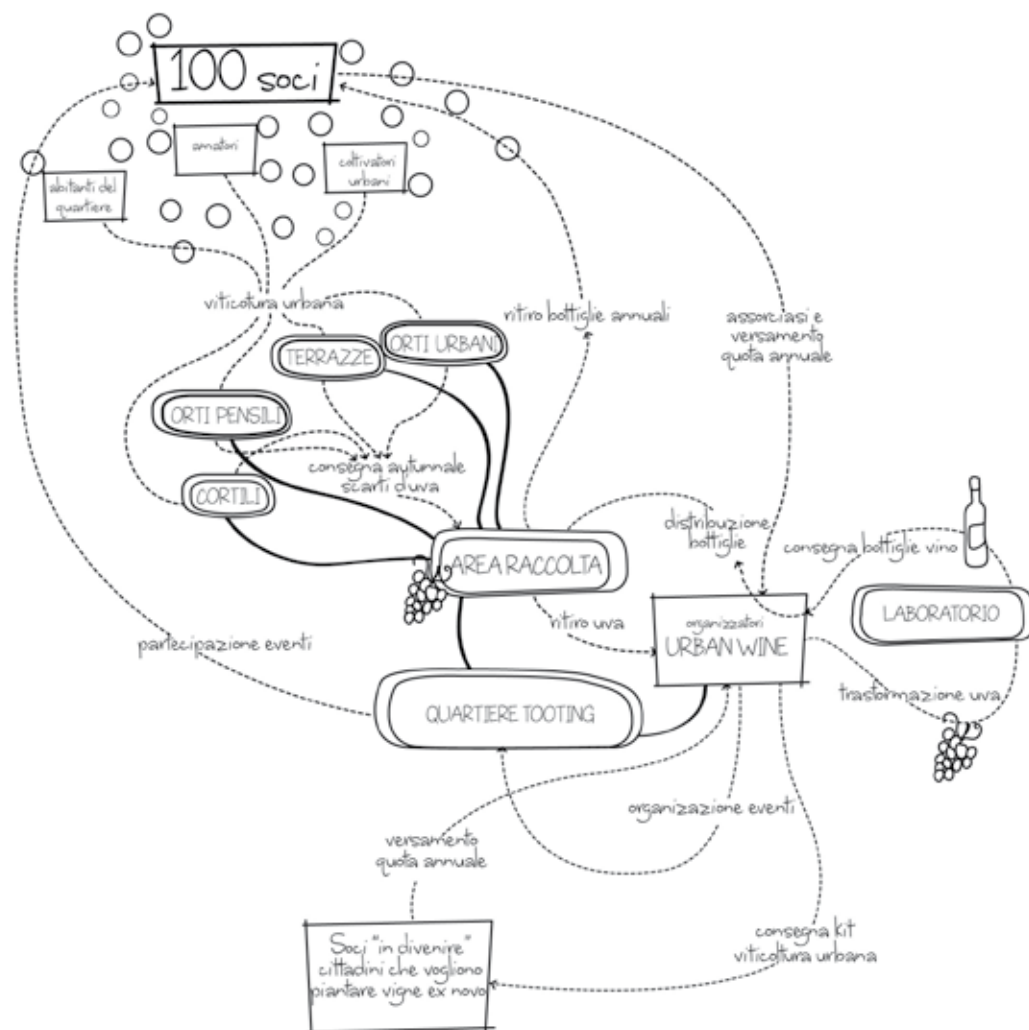 100 soci
amatori
coltivatori
urbani
abitanti del
quartiere
viticotura urbana
TERRAZZE
ORTI URBANI
ritiro bottiglie annuali
assorciasi e
versamento
quota annuale
ORTI PENSILI
CORTILI
consegna autunnale
scarti d'uva
AREA RACCOLTA
distribuzione
bottiglie
consegna bottiglie vino
LABORATORIO
ritiro uva
organizzatori
URBAN WINE
partecipazione eventi
trasformazione uva
QUARTIERE TOOTING
organizazione eventi
versamento
quota annuale
consegna kit
viticoltura urbana
Soci "in divenire"
cittadini che vogliono
piantare vigne ex novo